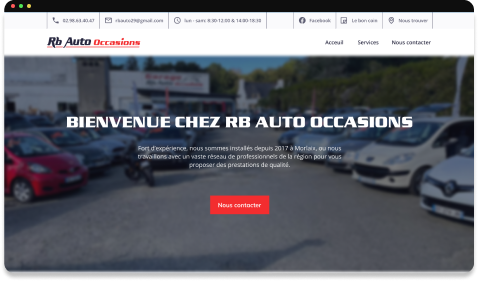 02.98.63.40.47 rbauto29@gmail.com lun - sam: 8:30-12:00 & 14:00-18:30 Facebook Le bon coin Nous trouver
Rb Auto Occasions Acceuil Services Nous contacter
BIENVENUE CHEZ RB AUTO OCCASIONS
Fort d'expérience, nous sommes installés depuis 2017 à Morlaix, ou nous
travaillons avec un vaste réseau de professionnels de la région pour vous
proposer des prestations de qualité.
Nous contacter